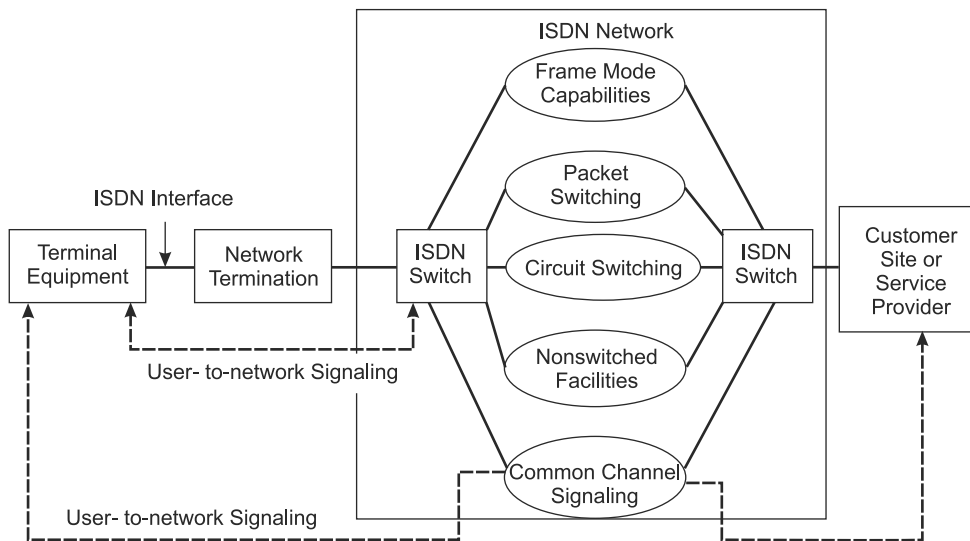 ISDN Network
Frame Mode
Capabilities
Packet
Switching
ISDN Interface
Terminal
Equipment
Network
Termination
ISDN
Switch
Circuit Switching
ISDN
Switch
Customer
Site or
Service
Provider
User- to-network Signaling
Nonswitched
Facilities
Common Channel
Signaling
User- to-network Signaling